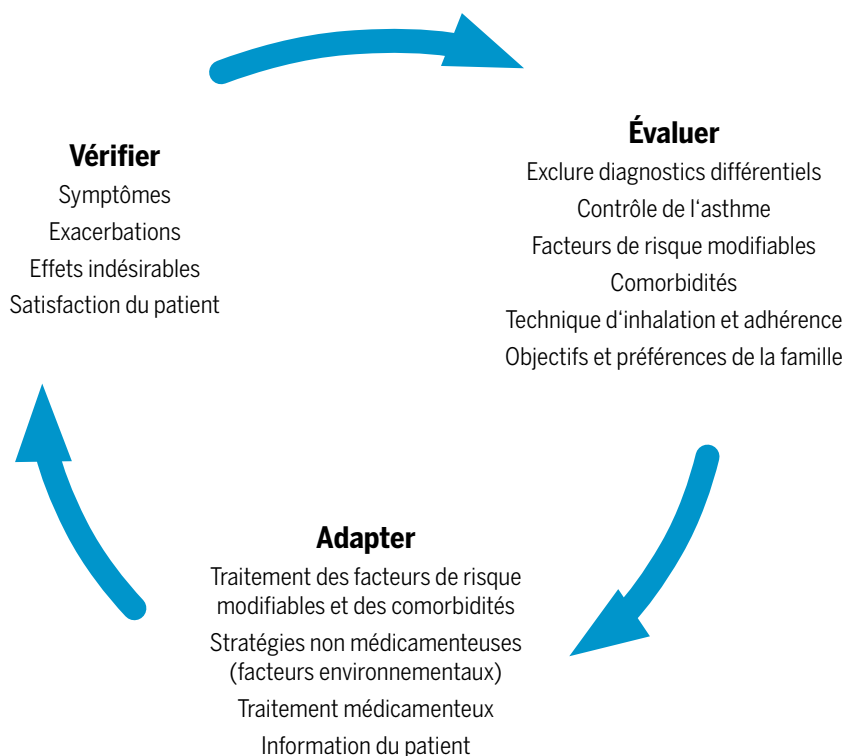 Vérifier
Symptômes
Exacerbations
Effets indésirables
Satisfaction du patient
Évaluer
Exclure diagnostics différentiels
Contrôle de l‘asthme
Facteurs de risque modifiables
Comorbidités
Technique d‘inhalation et adhérence
Objectifs et préférences de la famille
Adapter
Traitement des facteurs de risque
modifiables et des comorbidités
Stratégies non médicamenteuses
(facteurs environnementaux)
Traitement médicamenteux
Information du patient